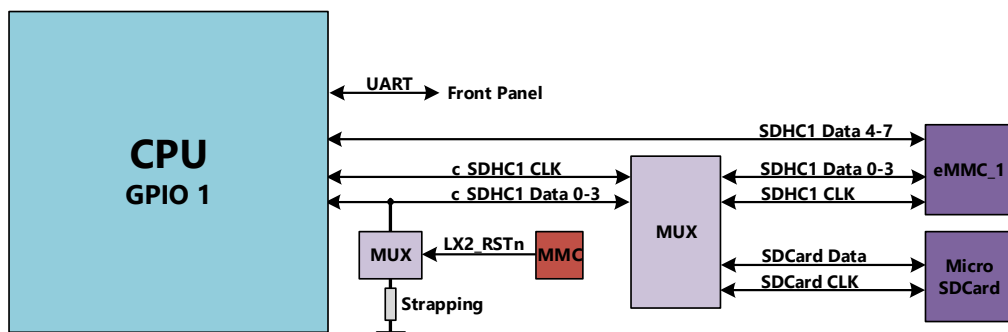 CPU
GPIO 1
UART
Front Panel
SDHC1 Data 4-7
c_SDHC1 CLK
c_SDHC1 Data 0-3
SDHC1 Data 0-3
SDHC1 CLK
eMMC_1
MUX
LX2_RSTn
MMC
Strapping
MUX
SDCard Data
SDCard CLK
Micro
SDCard